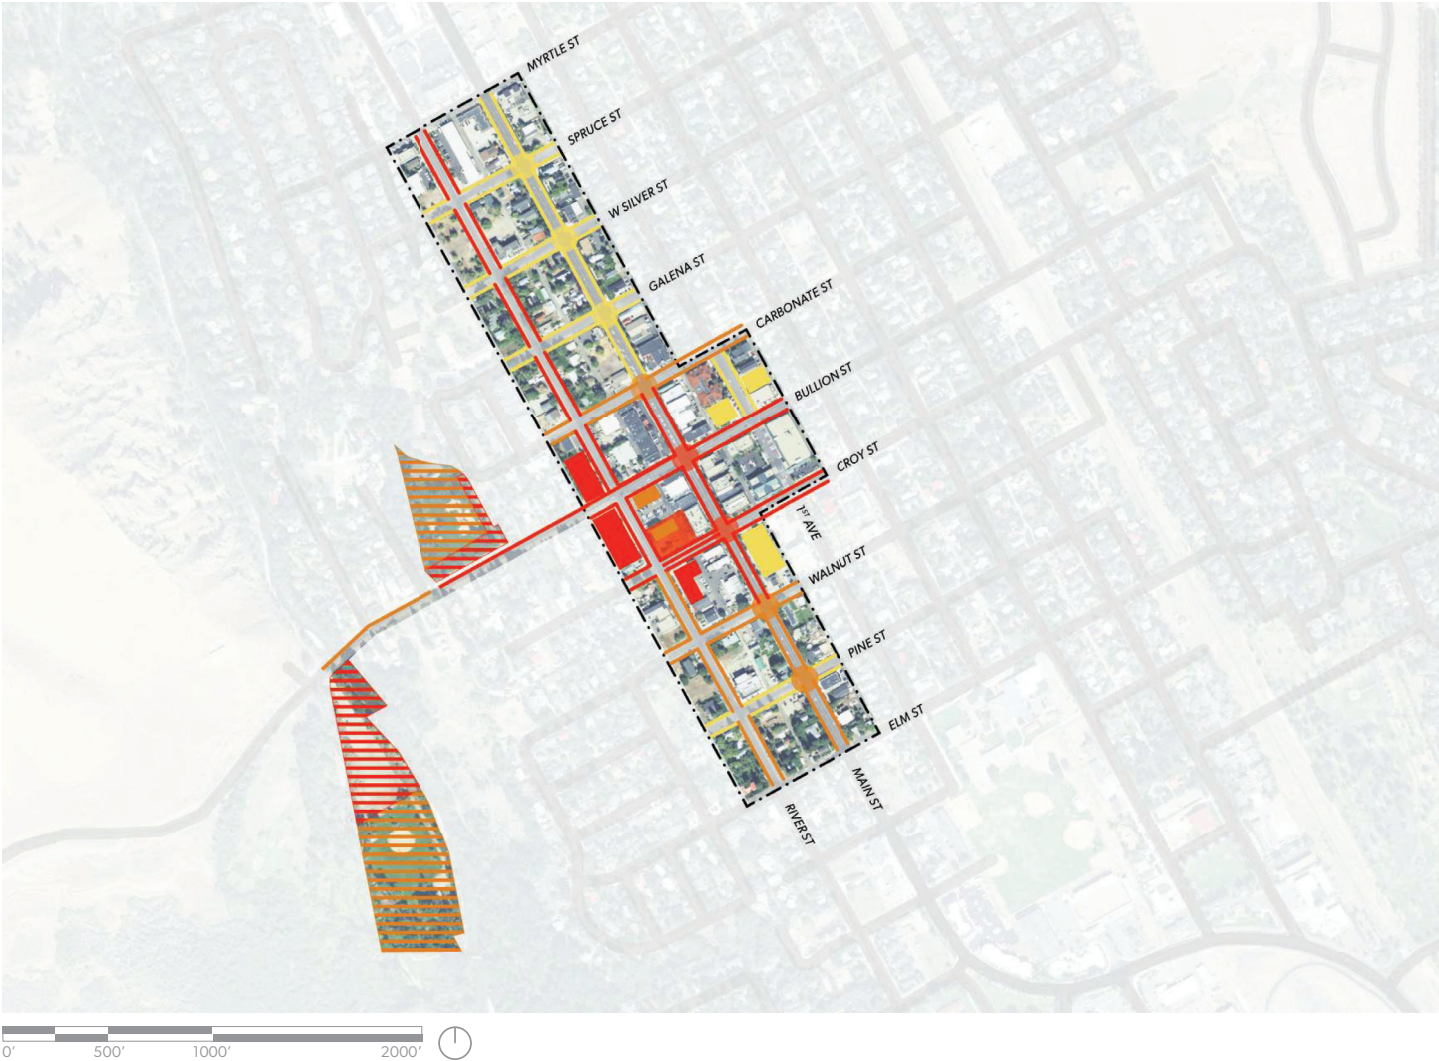 MYRTLE ST
SPRUCE ST
W SILVER ST
GALENA ST
CARBONATE ST
BULLION ST
CROY ST
1ST AVE
WALNUT ST
PINE ST
ELM ST
MAIN ST
RIVER ST
0' 500' 1000' 2000'